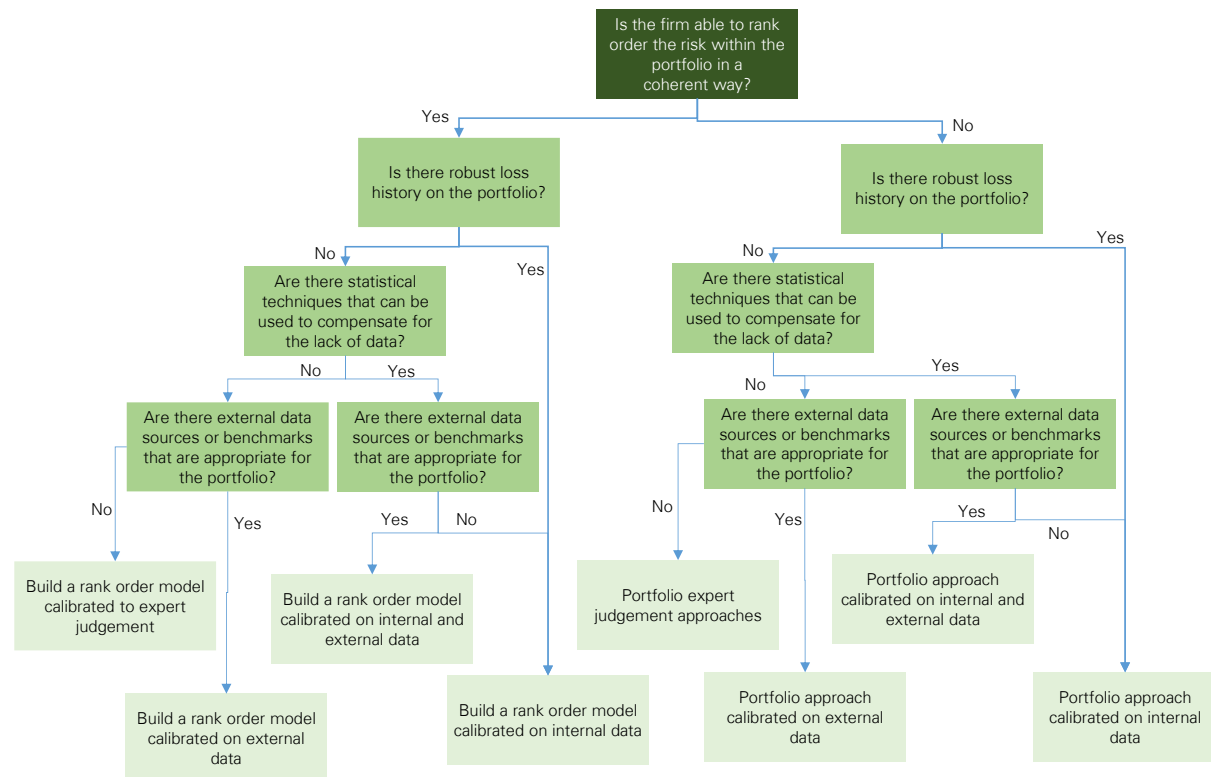 Is the firm able to rank
order the risk within the
portfolio in a
coherent way?
Yes
No
Is there robust loss
history on the portfolio?
Is there robust loss
history on the portfolio?
No
Yes
No
Yes
Are there statistical
techniques that can be
used to compensate for
the lack of data?
Are there statistical
techniques that can be
used to compensate for
the lack of data?
No
Yes
No
Yes
Are there external data
sources or benchmarks
that are appropriate for
the portfolio?
Are there external data
sources or benchmarks
that are appropriate for
the portfolio?
Are there external data
sources or benchmarks
that are appropriate for
the portfolio?
Are there external data
sources or benchmarks
that are appropriate for
the portfolio?
No
Yes
Yes
No
No
Yes
Yes
No
Build a rank order model
calibrated to expert
judgement
Build a rank order model
calibrated on internal and
external data
Portfolio expert
judgement approaches
Portfolio approach
calibrated on internal and
external data
Build a rank order model
calibrated on external
data
Build a rank order model
calibrated on internal data
Portfolio approach
calibrated on external
data
Portfolio approach
calibrated on internal
data